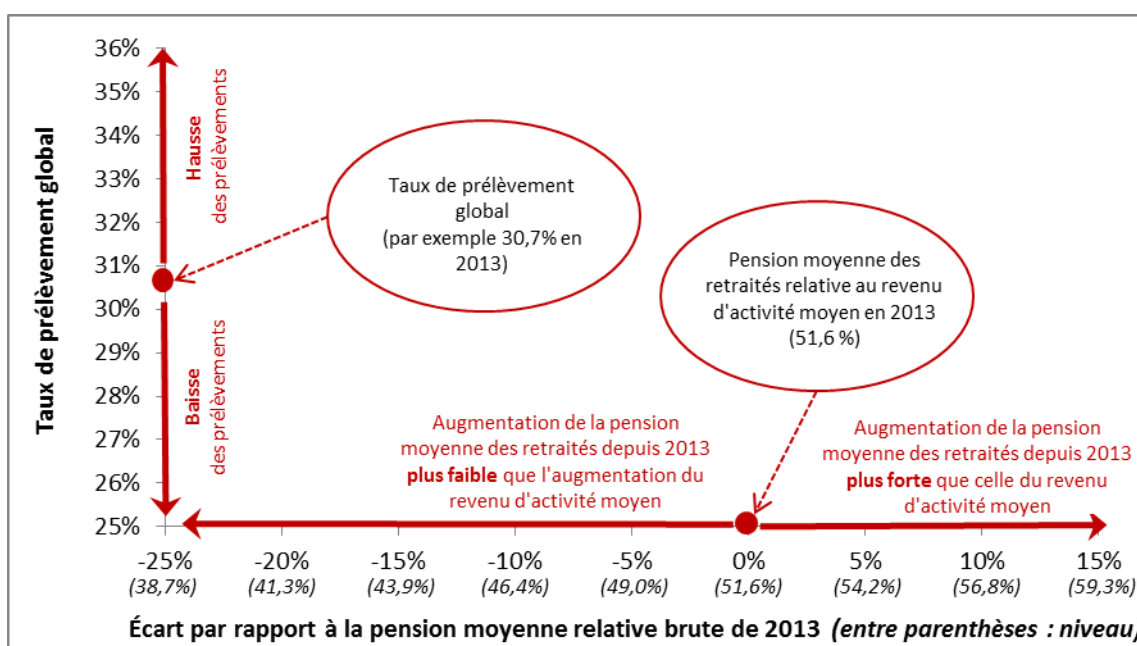 36%
35%
34%
33%
32%
31%
30%
29%
28%
27%
26%
25%
Taux de prélèvement global
Hausse
des prélèvements
Baisse
des prélèvements
Taux de prélèvement
global
(par exemple 30,7% en
2013)
Pension moyenne des
retraités relative au revenu
d'activité moyen en 2013
(51,6 %)
Augmentation de la pension
moyenne des retraités depuis 2013
plus faible que l'augmentation du
revenu d'activité moyen
Augmentation de la pension
moyenne des retraités depuis 2013
plus forte que celle du revenu
d'activité moyen
-25% -20% -15% -10% -5% 0% 5% 10% 15%
(38,7%) (41,3%) (43,9%) (46,4%) (49,0%) (51,6%) (54,2%) (56,8%) (59,3%)
Écart par rapport à la pension moyenne relative brute de 2013 (entre parenthèses : niveau)